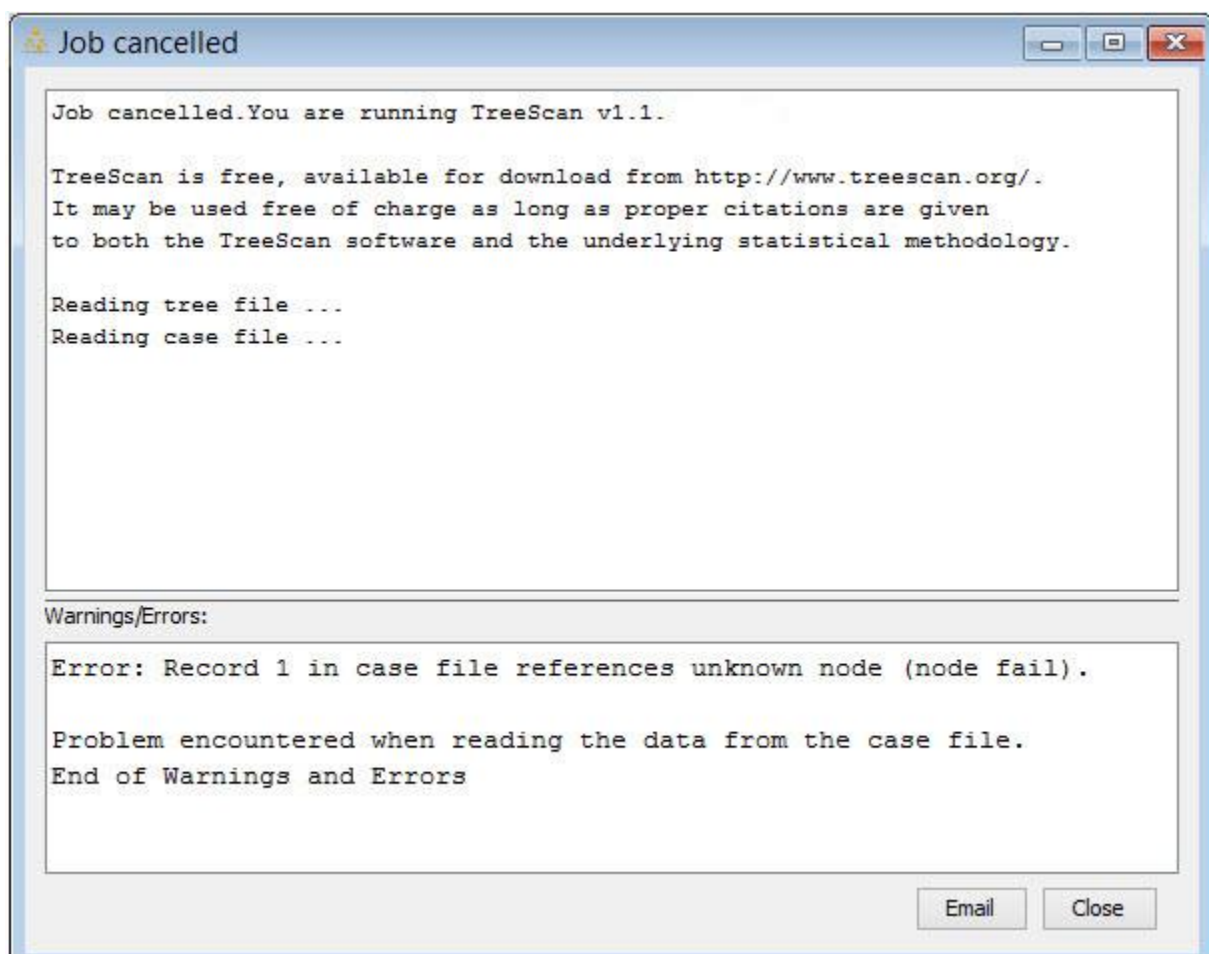 Job cancelled
Job cancelled.You are running TreeScan v1.1.
TreeScan is free, available for download from http://www.treescan.org/.
It may be used free of charge as long as proper citations are given
to both the TreeScan software and the underlying statistical methodology.
Reading tree file ...
Reading case file ...
Warnings/Errors:
Error: Record 1 in case file references unknown node (node fail).
Problem encountered when reading the data from the case file.
End of Warnings and Errors
Email Close